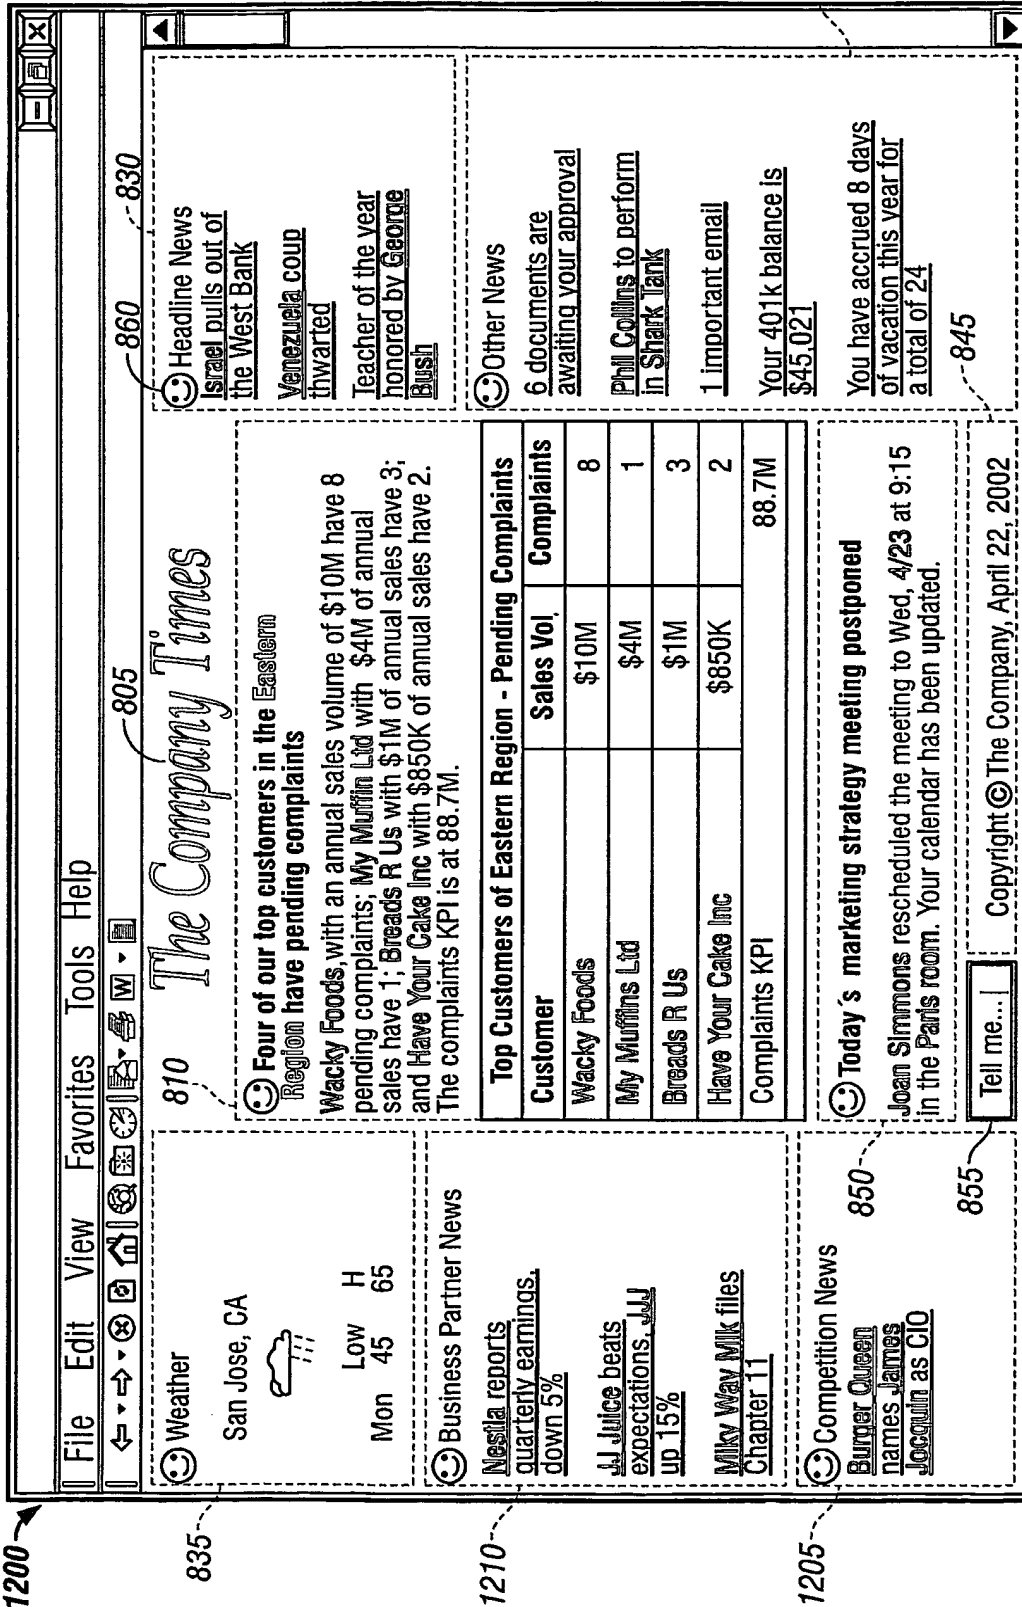 1200
File Edit View Favorites Tools Help
W
805
The Company Times
835
Weather
San Jose, CA
Low H
Mon 45 65
1210
Business Partner News
Nestla reports
quarterly earnings,
down 5%
JJ Juice beats
expectations, JJJ
up 15%
Milky Way Milk files
Chapter 11
1205
Competition News
Burger Queen
names James
Jocquin as CIO
810
Four of our top customers in the Eastern
Region have pending complaints
Wacky Foods, with an annual sales volume of $10M have 8
pending complaints; My Muffin Ltd with $4M of annual
sales have 1; Breads R Us with $1M of annual sales have 3;
and Have Your Cake Inc with $850K of annual sales have 2.
The complaints KPI is at 88.7M.
Top Customers of Eastern Region - Pending Complaints
Customer Sales Vol. Complaints
Wacky Foods $10M 8
My Muffins Ltd $4M 1
Breads R Us $1M 3
Have Your Cake Inc $850K 2
Complaints KPI 88.7M
850
Today´s marketing strategy meeting postponed
Joan Simmons rescheduled the meeting to Wed, 4/23 at 9:15
in the Paris room. Your calendar has been updated.
855
Tell me...|
845
Copyright © The Company, April 22, 2002
860
830
Headline News
Israel pulls out of
the West Bank
Venezuela coup
thwarted
Teacher of the year
honored by George
Bush
Other News
6 documents are
awaiting your approval
Phil Collins to perform
in Shark Tank
1 important email
Your 401k balance is
$45,021
You have accrued 8 days
of vacation this year for
a total of 24